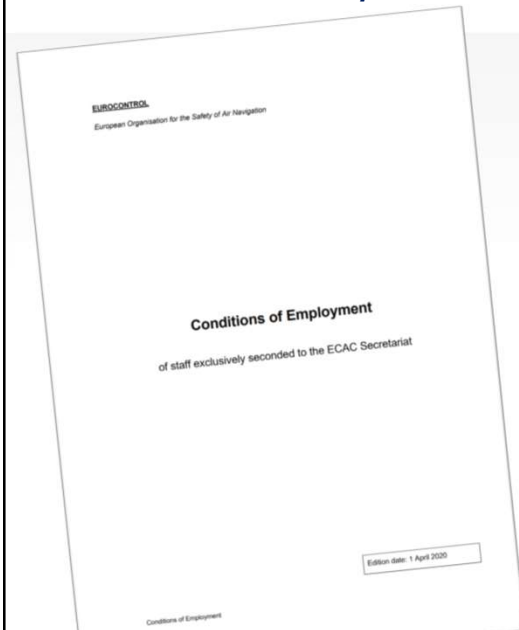 EUROCONTROL
European Organisation for the Safety of Air Navigation
Conditions of Employment
of staff exclusively seconded to the ECAC Secretariat
Edition date: 1 April 2020
Conditions of Employment